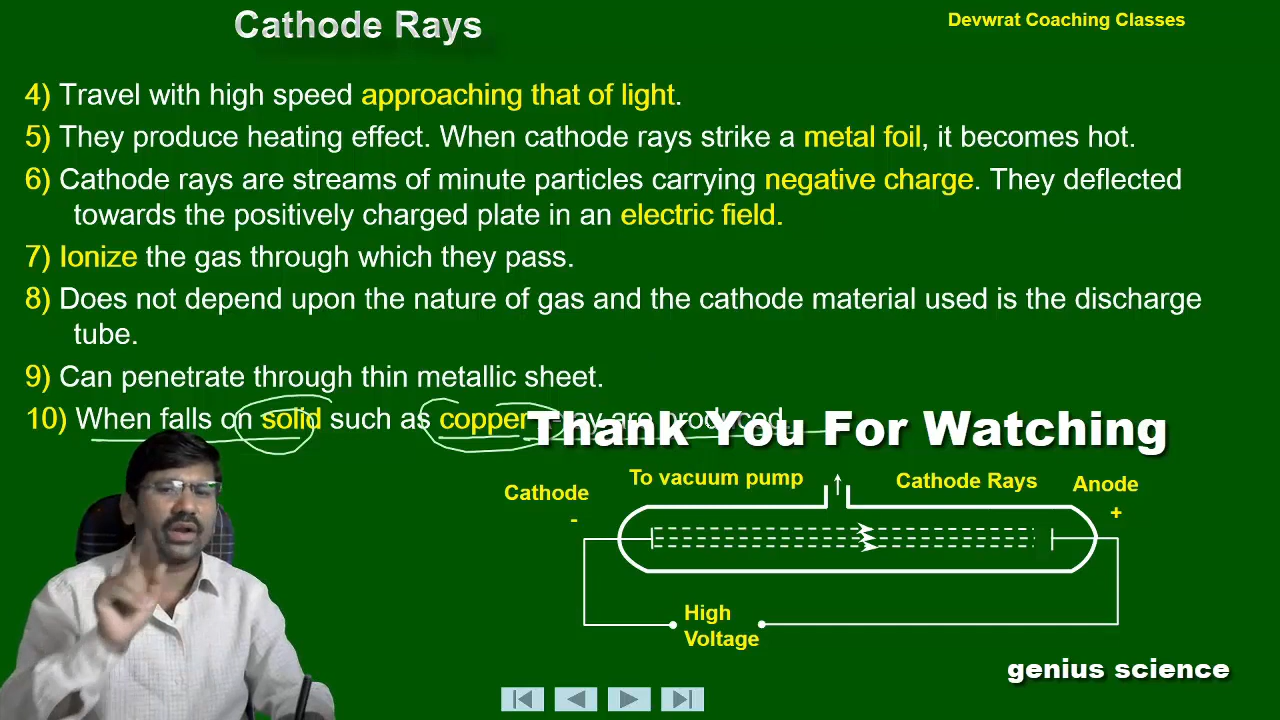 Cathode Rays
Devwrat Coaching Classes
4) Travel with high speed approaching that of light.
5) They produce heating effect. When cathode rays strike a metal foil, it becomes hot.
6) Cathode rays are streams of minute particles carrying negative charge. They deflected
towards the positively charged plate in an electric field.
7) Ionize the gas through which they pass.
8) Does not depend upon the nature of gas and the cathode material used is the discharge
tube.
9) Can penetrate through thin metallic sheet.
10) When falls on solid such as copper are produced.
Thank You For Watching
To vacuum pump
Cathode Rays
Cathode
Anode
-
+
High
Voltage
genius science